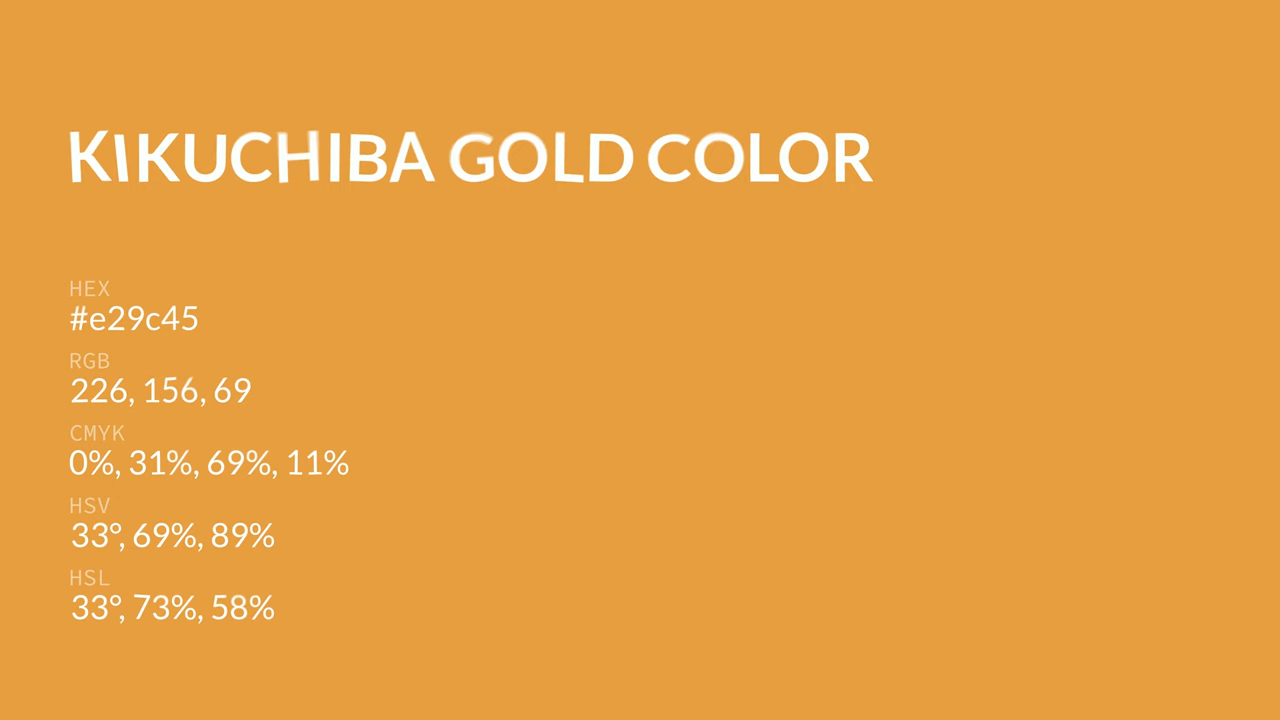 KIKUCHIBA GOLD COLOR
HEX
#e29c45
RGB
226, 156, 69
CMYK
0%, 31%, 69%, 11%
HSV
33°, 69%, 89%
HSL
33°, 73%, 58%